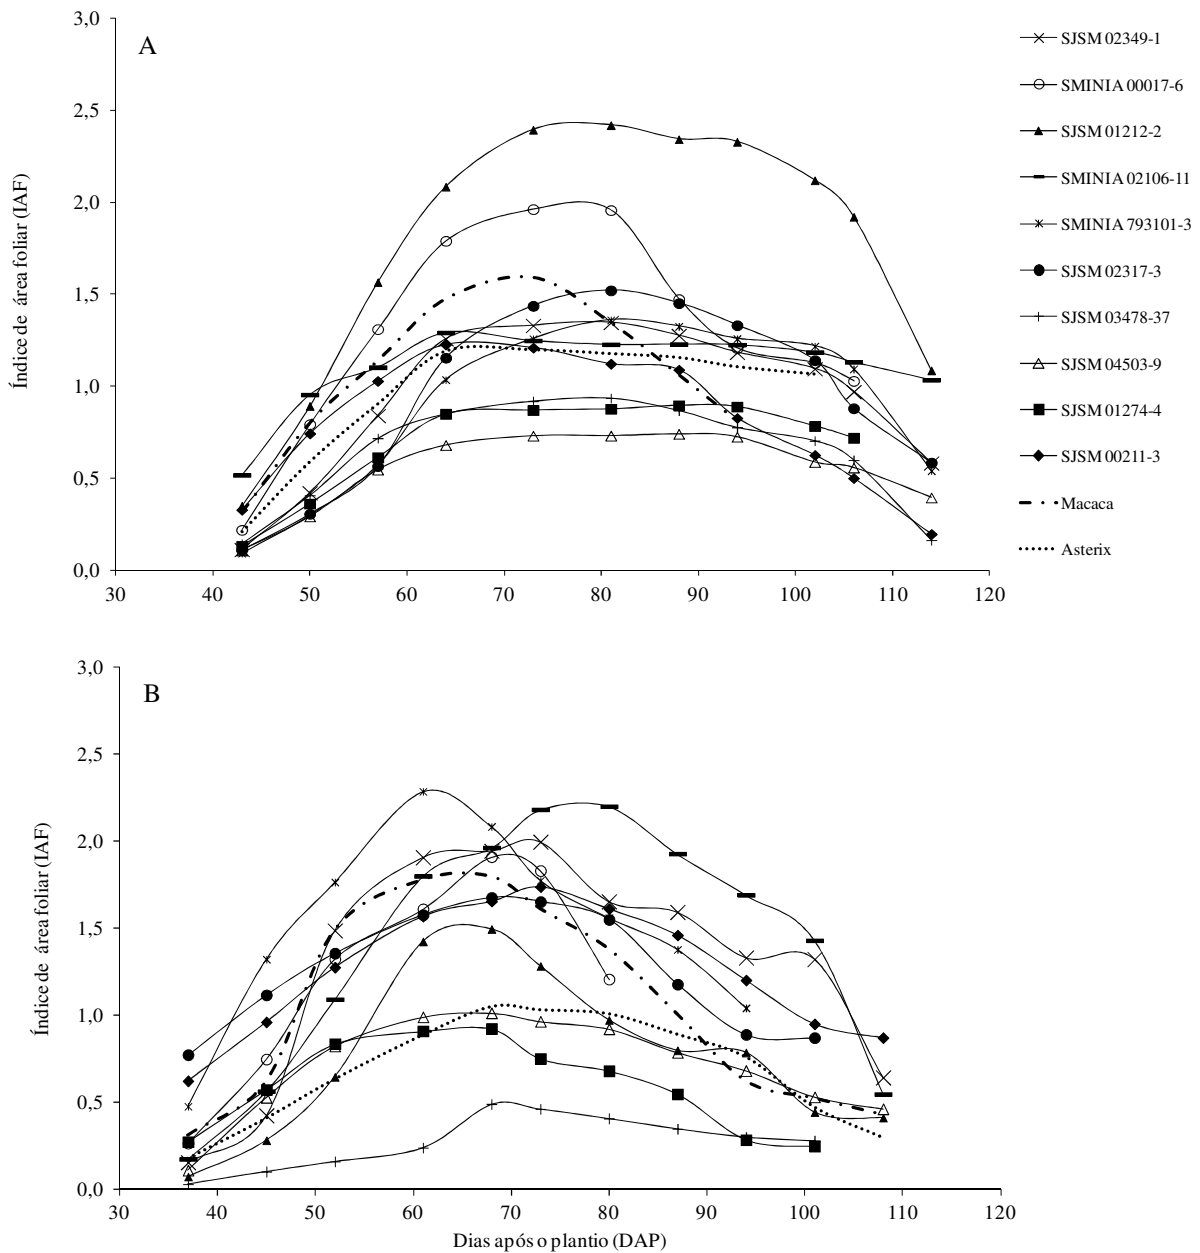 A
3,0
2,5
2,0
1,5
1,0
0,5
0,0
Índice de área foliar (IAF)
30 40 50 60 70 80 90 100 110 120
SJSM 02349-1
SMINIA 00017-6
SJSM 01212-2
SMINIA 02106-11
SMINIA 793101-3
SJSM 02317-3
SJSM 03478-37
SJSM 04503-9
SJSM 01274-4
SJSM 00211-3
Macaca
Asterix
B
3,0
2,5
2,0
1,5
1,0
0,5
0,0
Índice de área foliar (IAF)
30 40 50 60 70 80 90 100 110 120
Dias após o plantio (DAP)